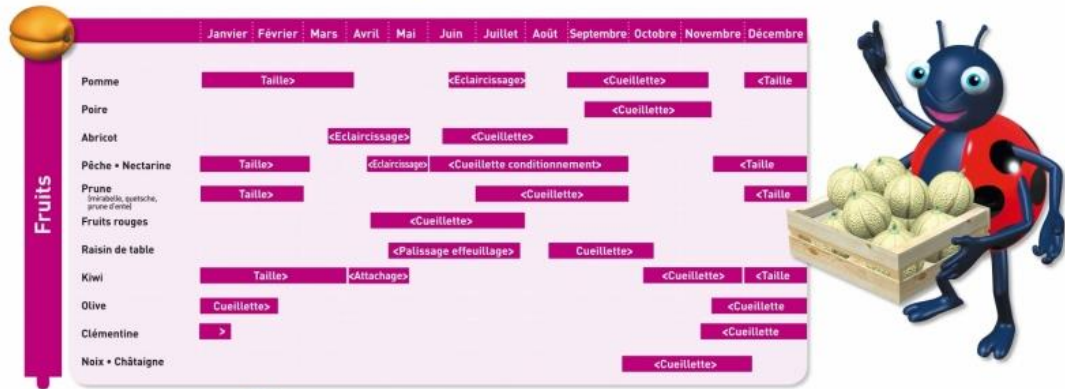 Fruits
Janvier Février Mars Avril Mai Juin Juillet Août Septembre Octobre Novembre Décembre
Pomme Taille> <Eclaircissage> <Cueillette> <Taille
Poire <Cueillette>
Abricot <Eclaircissage> <Cueillette>
Pêche • Nectarine Taille> <Eclaircissage> <Cueillette conditionnement> <Taille
Prune Taille> <Cueillette> <Taille
(mirabelle, quetsche,
prune d'ente)
Fruits rouges <Cueillette>
Raisin de table <Palissage effeuillage> Cueillette>
Kiwi Taille> <Attachage> <Cueillette> <Taille
Olive Cueillette> <Cueillette
Clémentine > <Cueillette
Noix • Châtaigne <Cueillette>